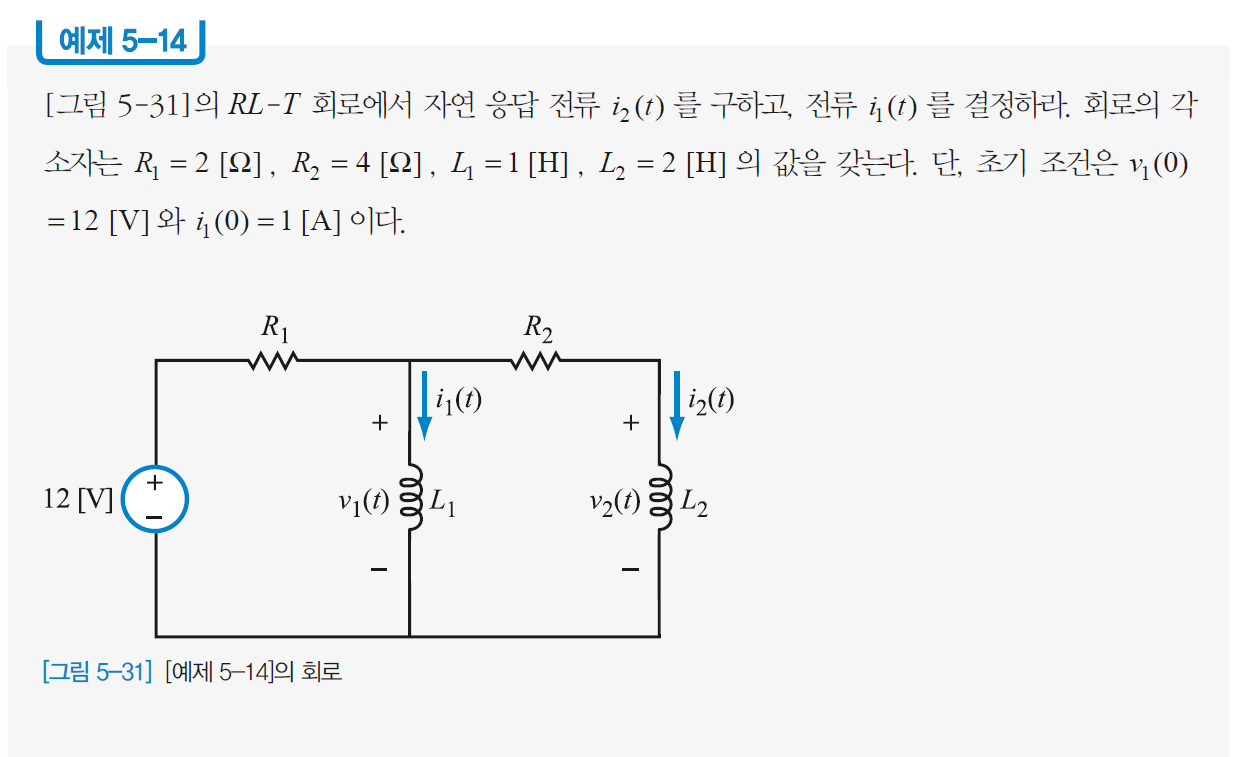 예제 5-14
[그림 5-31]의 RL-T 회로에서 자연 응답 전류 i₂(t) 를 구하고, 전류 i₁(t) 를 결정하라. 회로의 각
소자는 R₁ = 2 [Ω], R₂ = 4 [Ω], L₁ = 1 [H], L₂ = 2 [H] 의 값을 갖는다. 단, 초기 조건은 v₁(0)
= 12 [V] 와 i₁(0) = 1 [A] 이다.
R₁ R₂
i₁(t) i₂(t)
+ +
12 [V] + − v₁(t) L₁ v₂(t) L₂
− −
[그림 5-31] [예제 5-14]의 회로